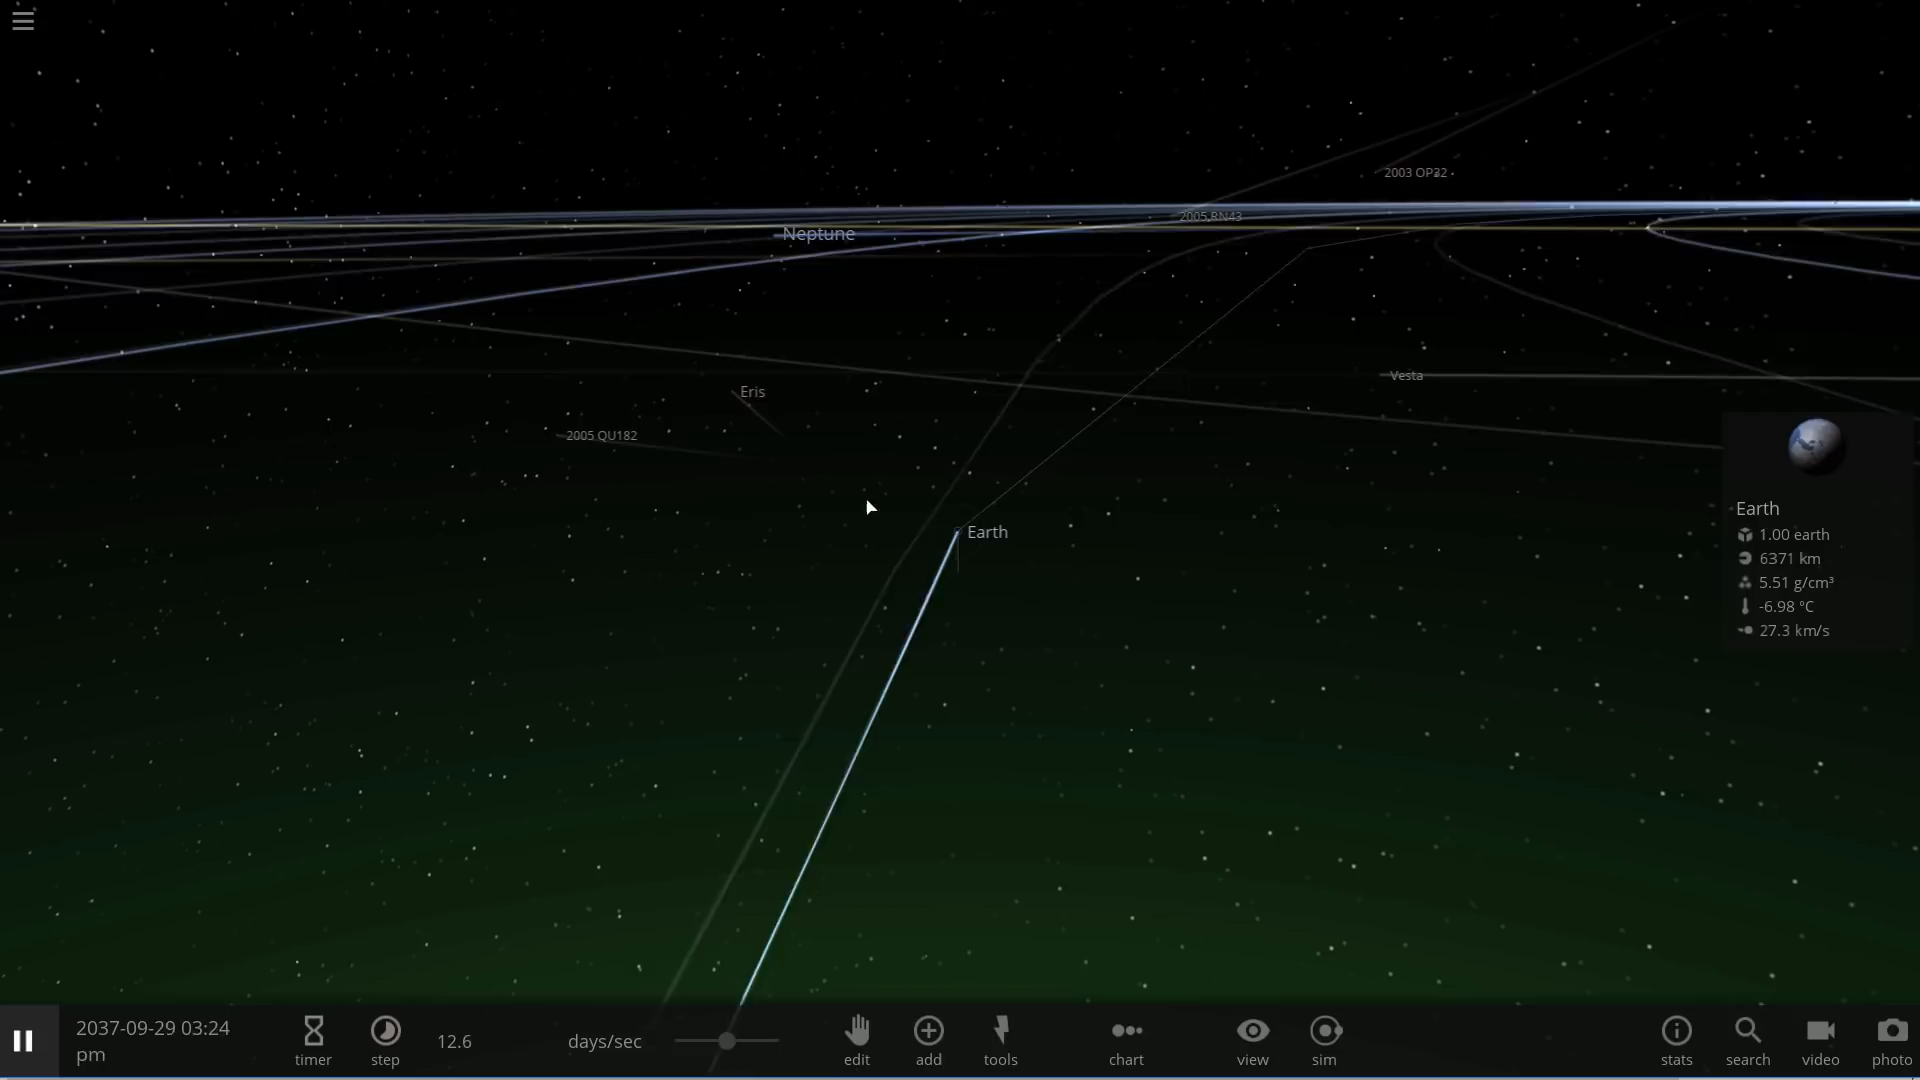 2003 OP32
2005 RN43
Neptune
Vesta
Eris
2005 QU182
Earth
Earth
1.00 earth
6371 km
5.51 g/cm³
-6.98 °C
27.3 km/s
2037-09-29 03:24
pm
timer
step
12.6
days/sec
edit
add
tools
chart
view
sim
stats
search
video
photo